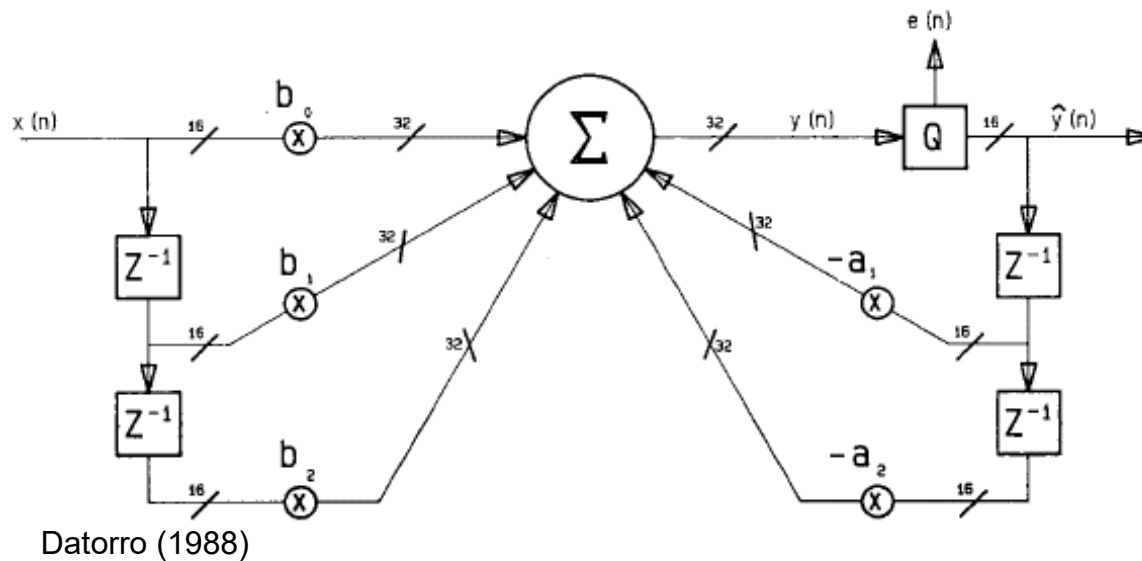 e (n)
b₀
x (n) 16 32 Σ 32 y (n) Q 16 ŷ (n)
X
Z⁻¹ 32 32 Z⁻¹
b₁ -a₁
X X
16 16
32 32
Z⁻¹ Z⁻¹
b₂ -a₂
16 X X 16
Datorro (1988)